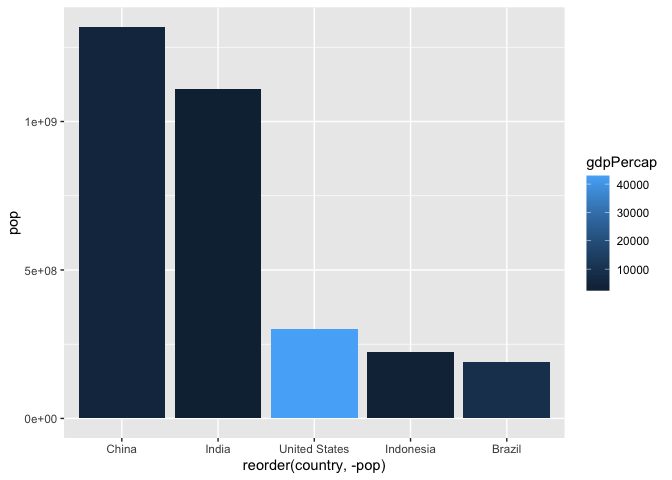 pop
1e+09
5e+08
0e+00
China India United States Indonesia Brazil
reorder(country, -pop)
gdpPercap
40000
30000
20000
10000